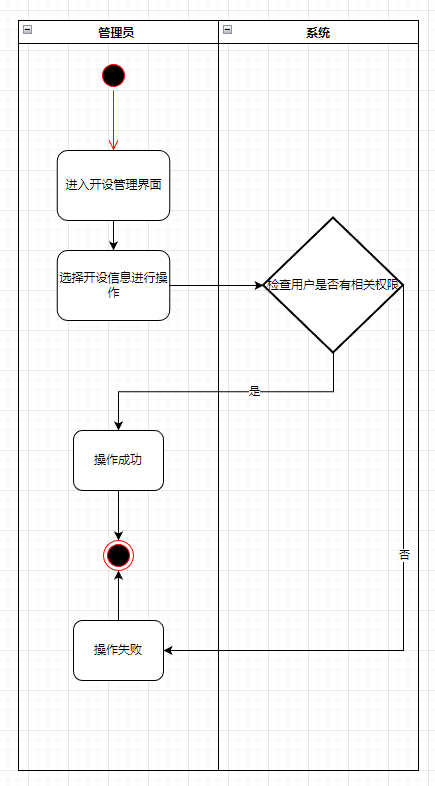 管理员
系统
进入开设管理界面
选择开设信息进行操
作
检查用户是否有相关权限
是
操作成功
否
操作失败